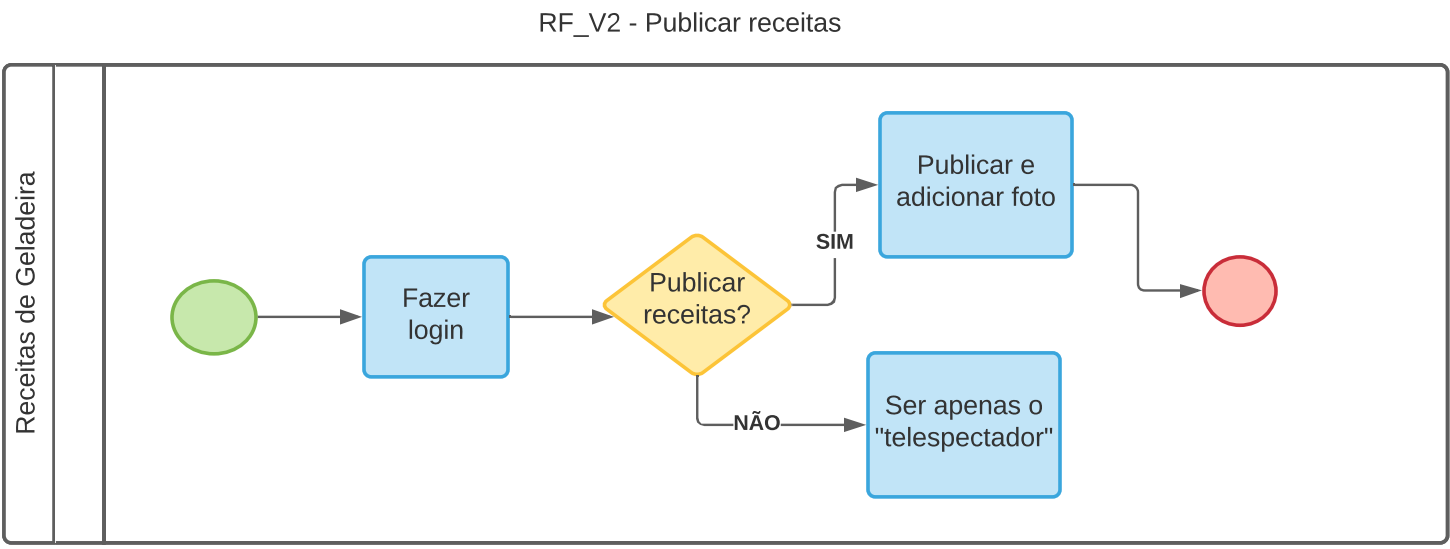 RF_V2 - Publicar receitas
Receitas de Geladeira
Fazer
login
Publicar
receitas?
SIM
Publicar e
adicionar foto
NÃO
Ser apenas o
"telespectador"